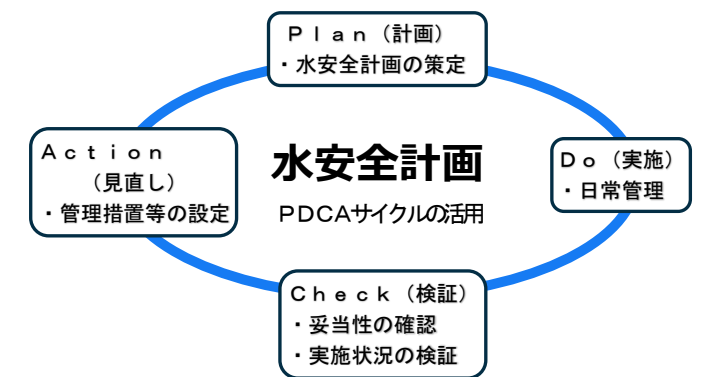 Ｐｌａｎ（計画）
・水安全計画の策定
Ａｃｔｉｏｎ
（見直し）
・管理措置等の設定
水安全計画
PDCAサイクルの活用
Ｄｏ（実施）
・日常管理
Ｃｈｅｃｋ（検証）
・妥当性の確認
・実施状況の検証